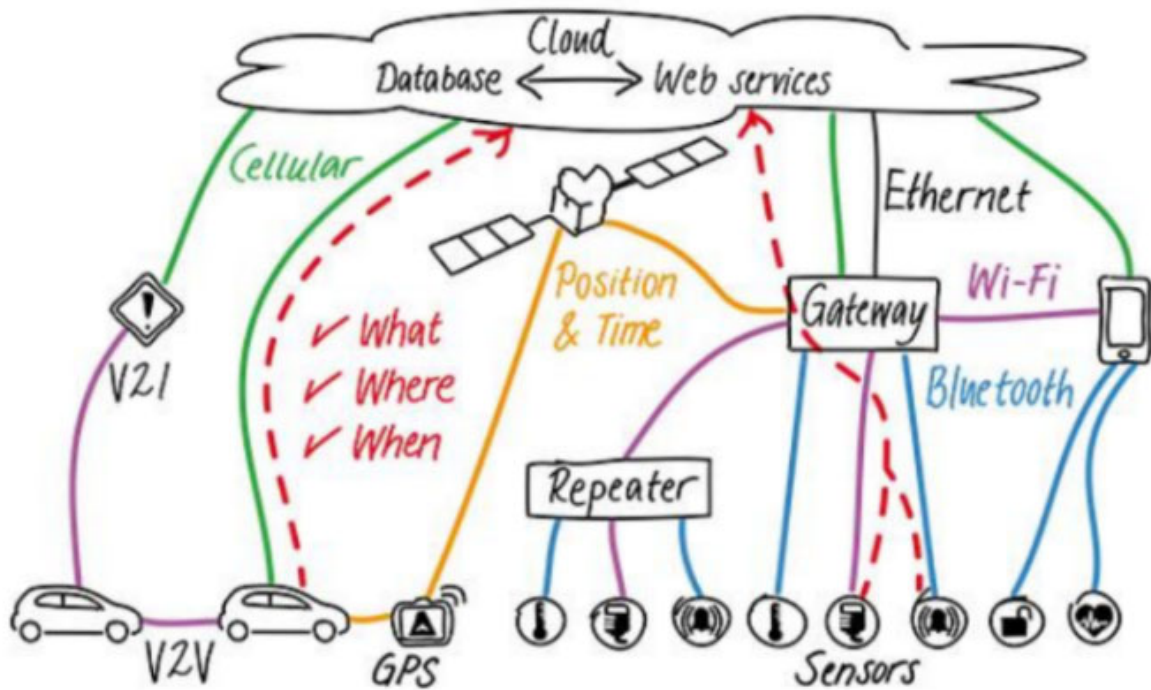 Cloud
Database
Web services
Cellular
Ethernet
Position
& Time
Wi-Fi
Gateway
✓ What
✓ Where
✓ When
V2I
Bluetooth
Repeater
V2V
GPS
Sensors